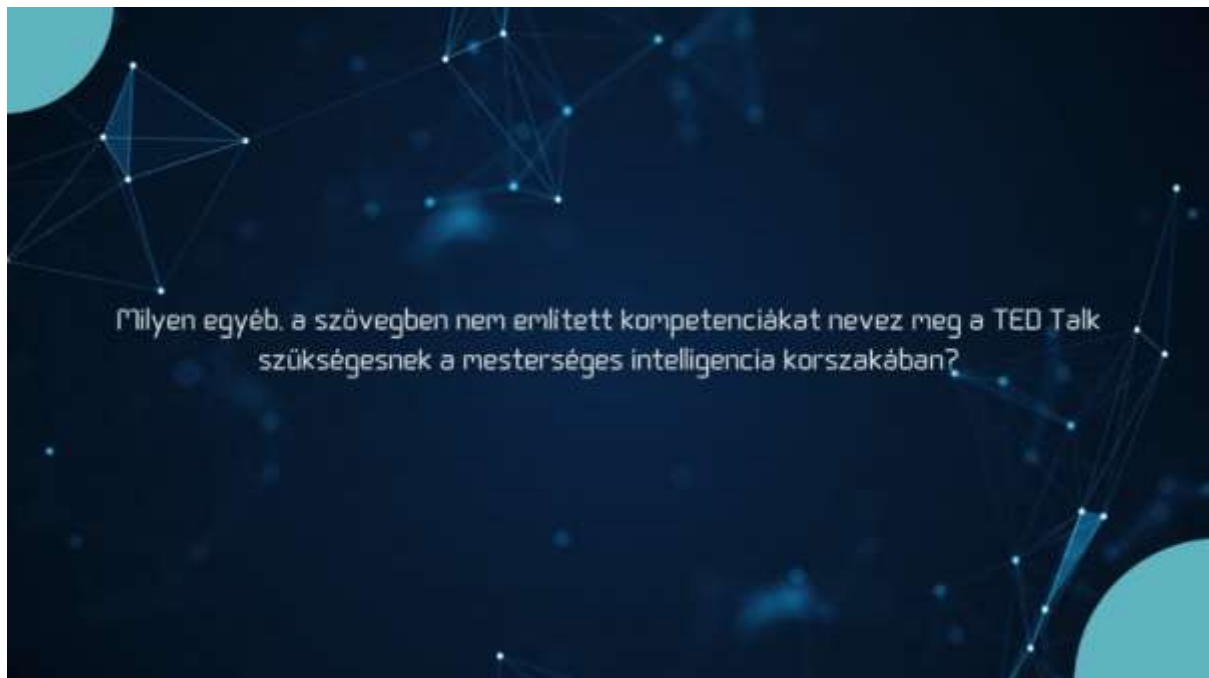 Milyen egyéb, a szövegben nem említett kompetenciákat nevez meg a TED Talk
szükségesnek a mesterséges intelligencia korszakában?